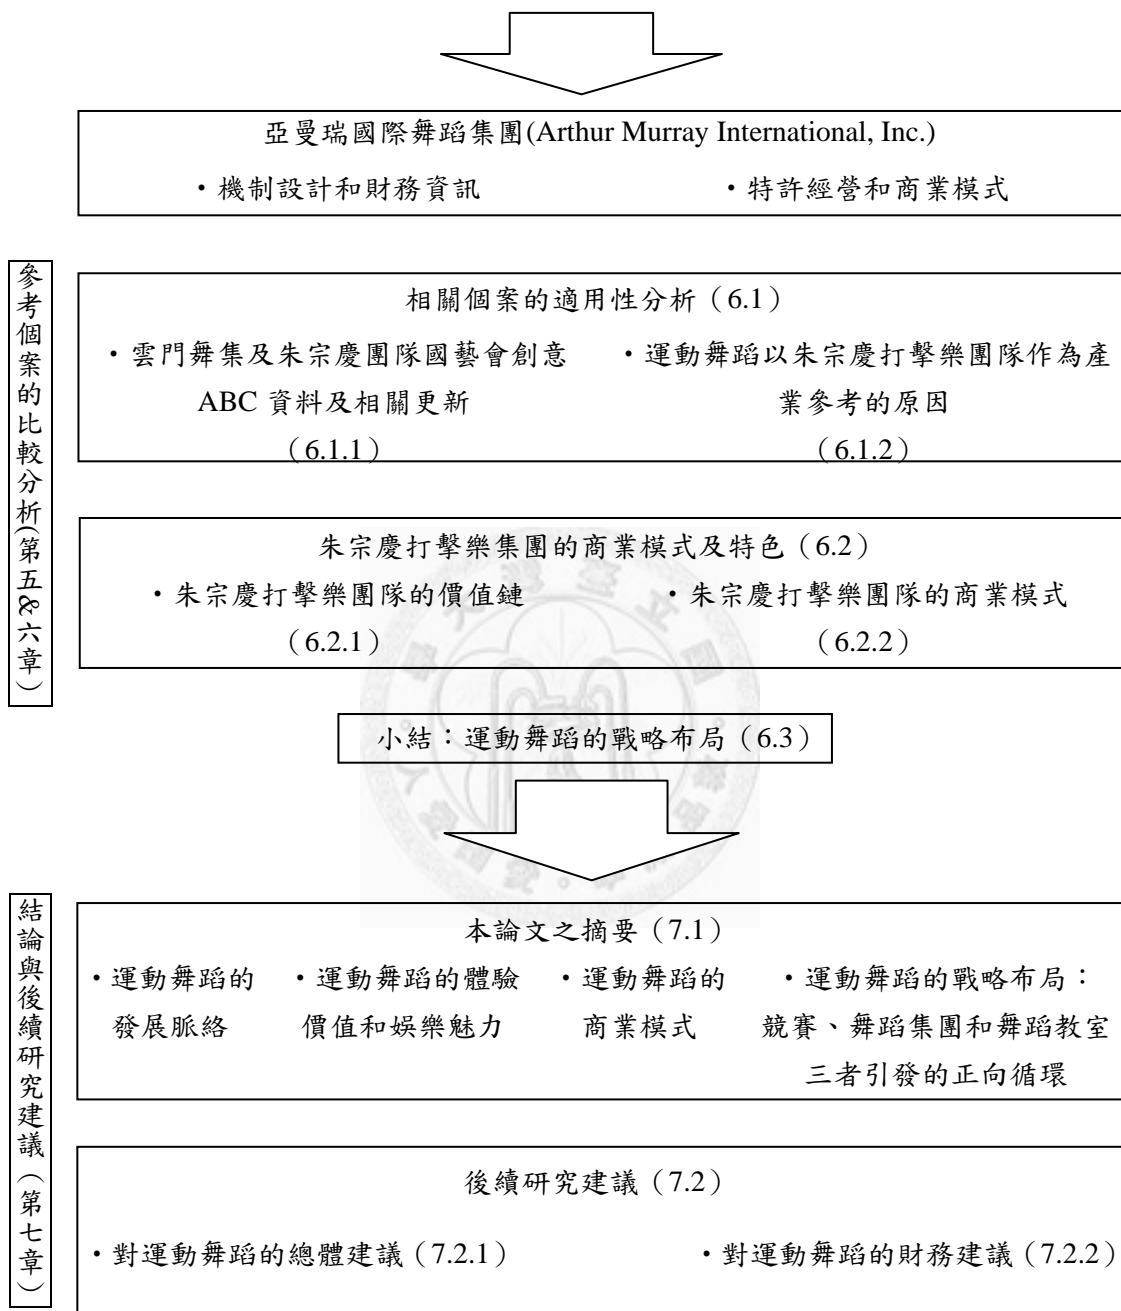 亞曼瑞國際舞蹈集團(Arthur Murray International, Inc.)
・機制設計和財務資訊
・特許經營和商業模式
參考個案的比較分析(第五&六章)
相關個案的適用性分析(6.1)
・雲門舞集及朱宗慶團隊國藝會創意
ABC 資料及相關更新
(6.1.1)
・運動舞蹈以朱宗慶打擊樂團隊作為產
業參考的原因
(6.1.2)
朱宗慶打擊樂集團的商業模式及特色(6.2)
・朱宗慶打擊樂團隊的價值鏈
(6.2.1)
・朱宗慶打擊樂團隊的商業模式
(6.2.2)
小結:運動舞蹈的戰略布局(6.3)
結論與後續研究建議(第七章)
本論文之摘要(7.1)
・運動舞蹈的
發展脈絡
・運動舞蹈的體驗
價值和娛樂魅力
・運動舞蹈的
商業模式
・運動舞蹈的戰略布局:
競賽、舞蹈集團和舞蹈教室
三者引發的正向循環
後續研究建議(7.2)
・對運動舞蹈的總體建議(7.2.1)
・對運動舞蹈的財務建議(7.2.2)